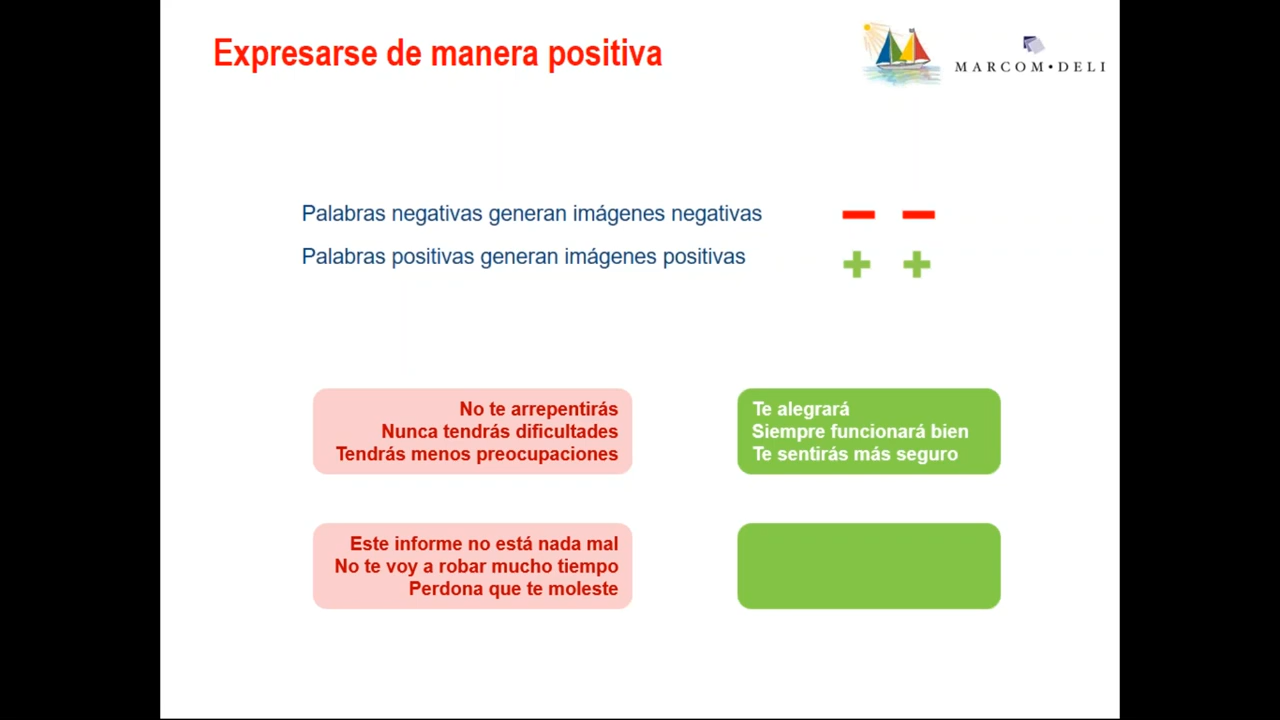 Expresarse de manera positiva
MARCOM•DELI
Palabras negativas generan imágenes negativas
Palabras positivas generan imágenes positivas
No te arrepentirás
Nunca tendrás dificultades
Tendrás menos preocupaciones
Te alegrará
Siempre funcionará bien
Te sentirás más seguro
Este informe no está nada mal
No te voy a robar mucho tiempo
Perdona que te moleste